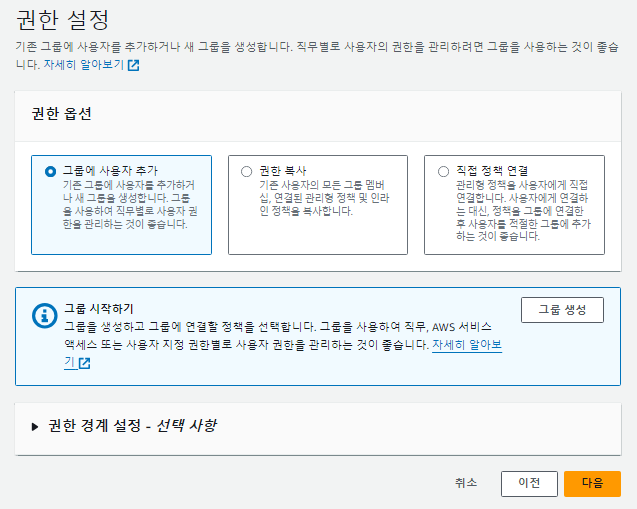 권한 설정
기존 그룹에 사용자를 추가하거나 새 그룹을 생성합니다. 직무별로 사용자의 권한을 관리하려면 그룹을 사용하는 것이 좋습
니다. 자세히 알아보기
권한 옵션
그룹에 사용자 추가
기존 그룹에 사용자를 추가하거
나 새 그룹을 생성합니다. 그룹
을 사용하여 직무별로 사용자 권
한을 관리하는 것이 좋습니다.
권한 복사
기존 사용자의 모든 그룹 멤버
십, 연결된 관리형 정책 및 인라
인 정책을 복사합니다.
직접 정책 연결
관리형 정책을 사용자에게 직접
연결합니다. 사용자에게 연결하
는 대신, 정책을 그룹에 연결한
후 사용자를 적절한 그룹에 추가
하는 것이 좋습니다.
그룹 시작하기
그룹을 생성하고 그룹에 연결할 정책을 선택합니다. 그룹을 사용하여 직무, AWS 서비스
액세스 또는 사용자 지정 권한별로 사용자 권한을 관리하는 것이 좋습니다. 자세히 알아보
기
그룹 생성
권한 경계 설정 - 선택 사항
취소
이전
다음